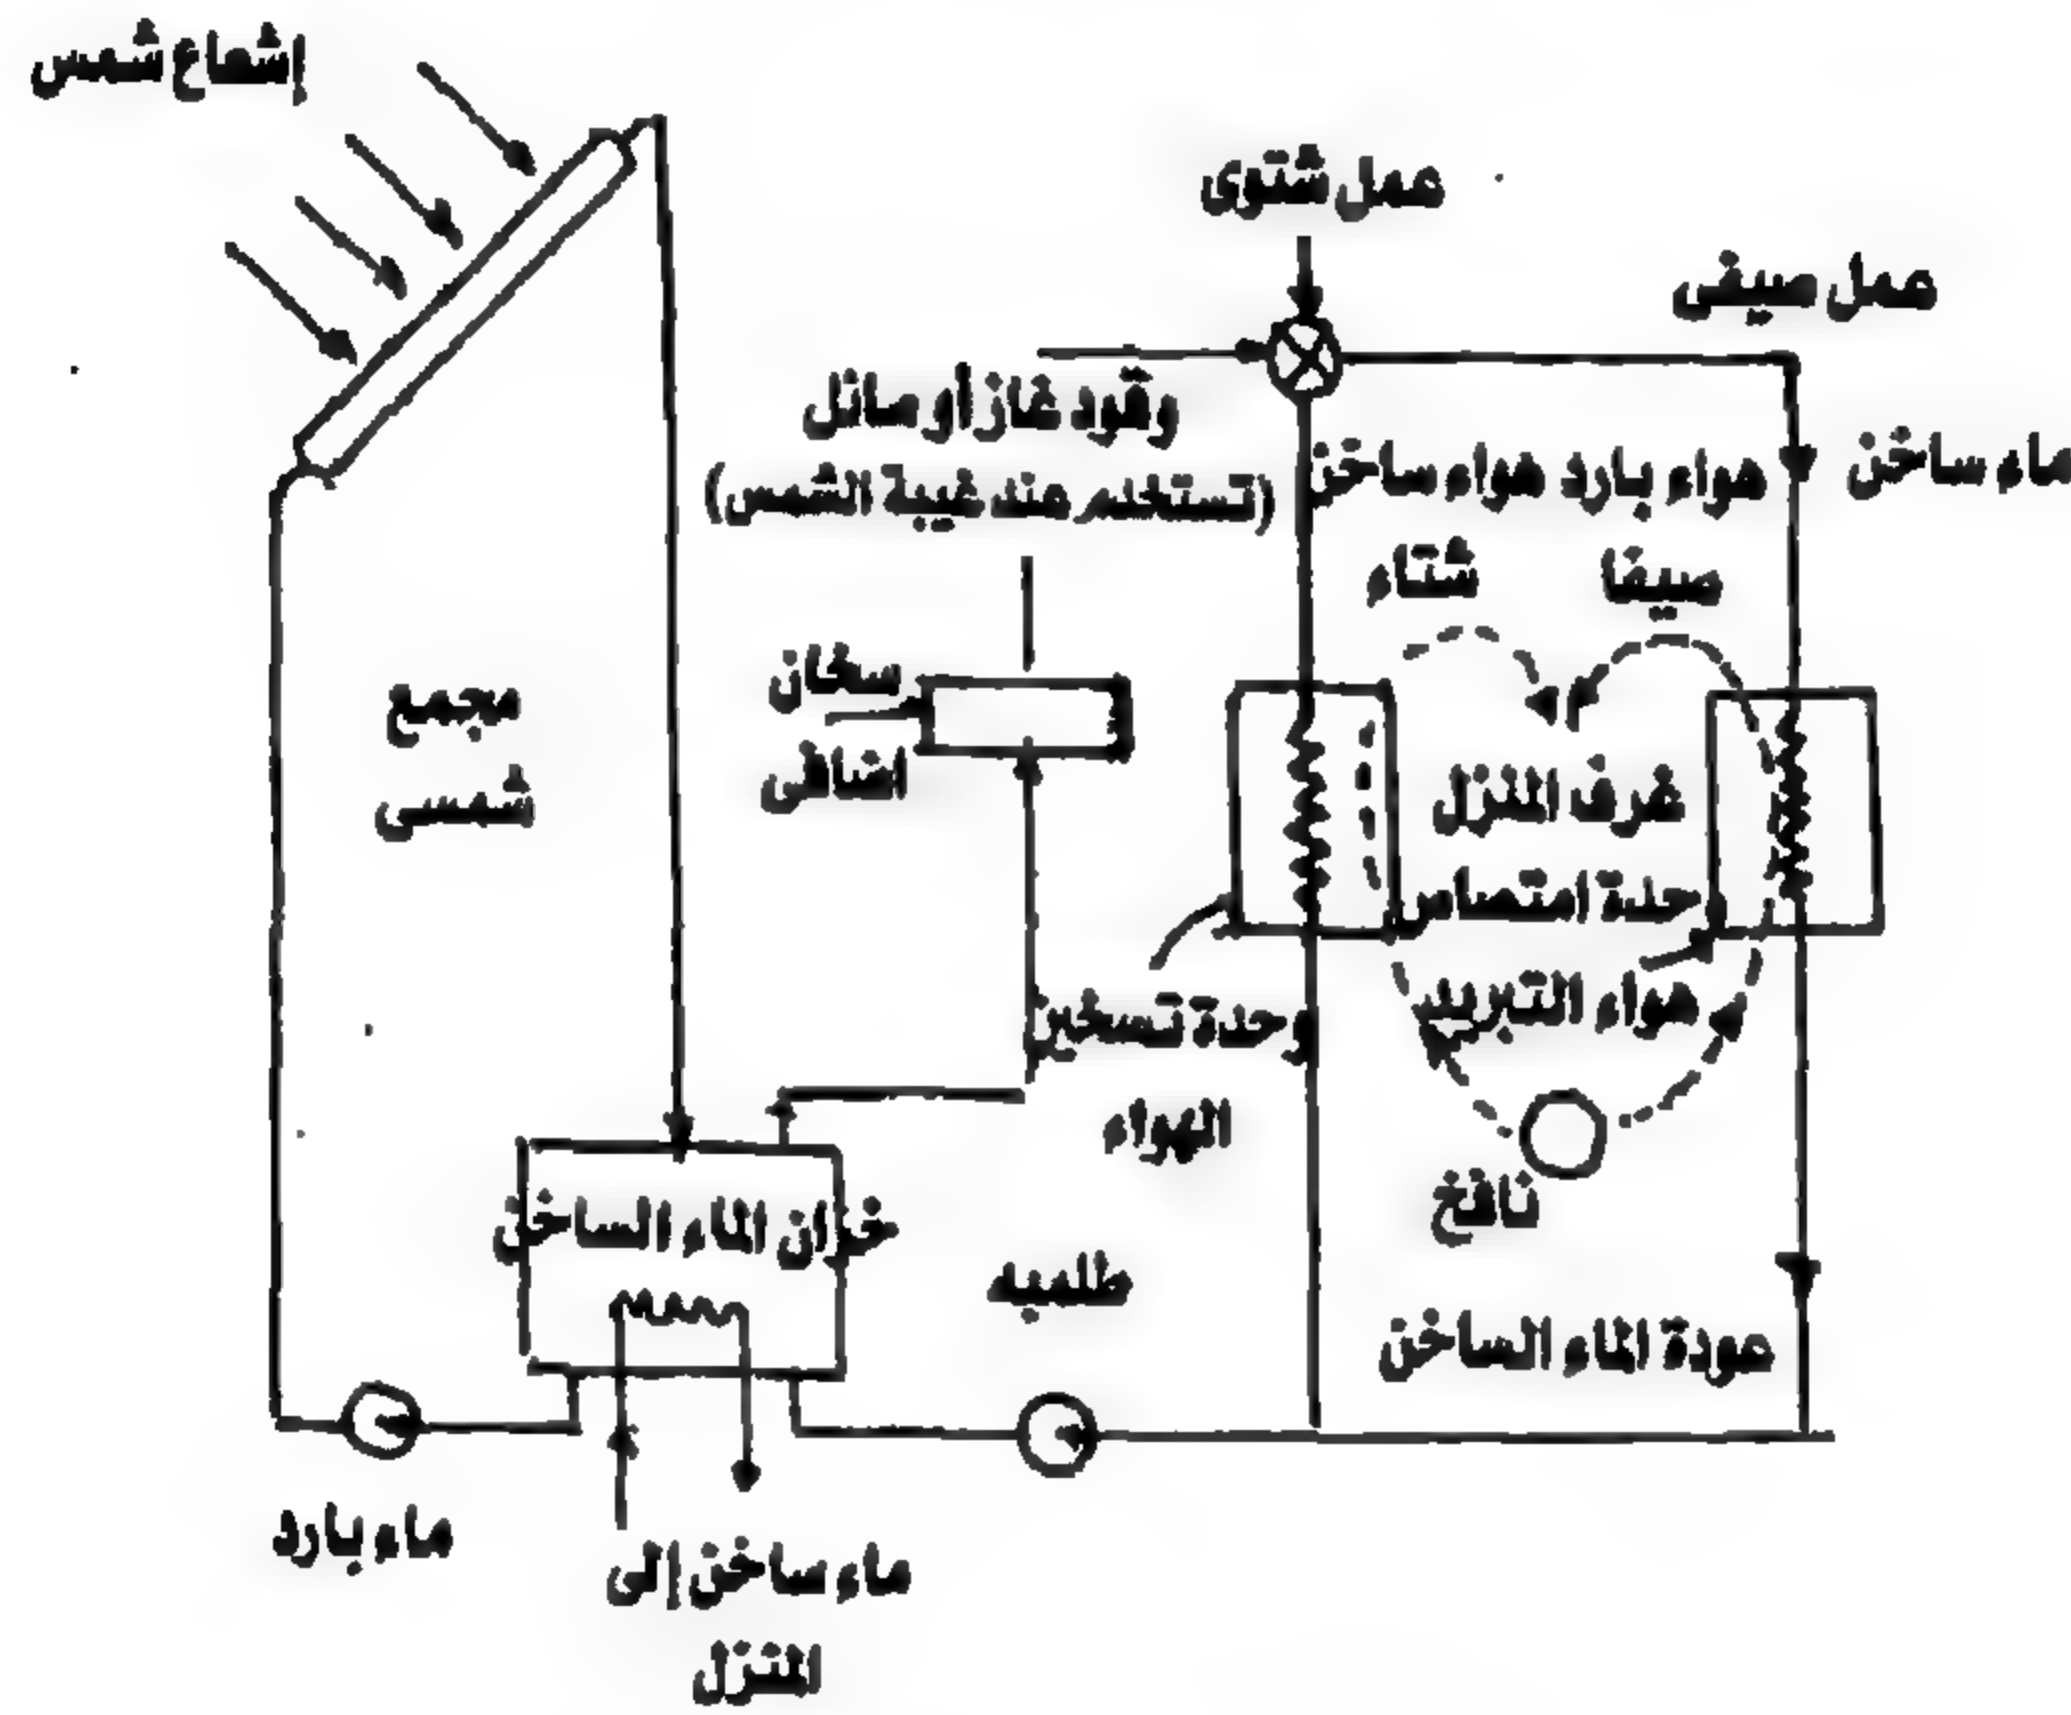 إشعاع شمس
عمل شتوى
عمل صيفى
وقود غاز أو سائل
(تستخدم عند غيبة الشمس)
هواء بارد هواء ساخن
ماء ساخن
شتاء
صيفا
سخان
اضافى
مجمع
شمسى
غرف المنزل
وحدة امتصاص
هواء التبريد
وحدة تسخين
الهواء
نافخ
خزان الماء الساخن
طلمبه
عودة الماء الساخن
ماء بارد
ماء ساخن إلى
المنزل